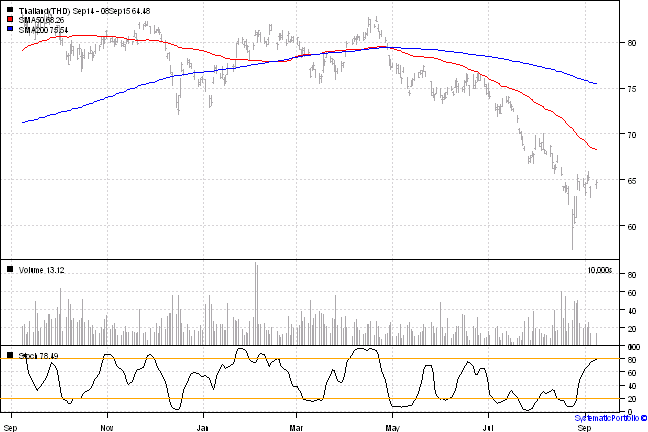 Thailand(THD) Sep14 - 08Sep15 64.48
SMA50 68.26
SMA200 75.54
80
75
70
65
60
Volume 13.12
10,000s
80
60
40
20
0
100
Stoch 78.49
80
60
40
20
0
Sep Nov Jan Mar May Jul Sep
SystematicPortfolio ©